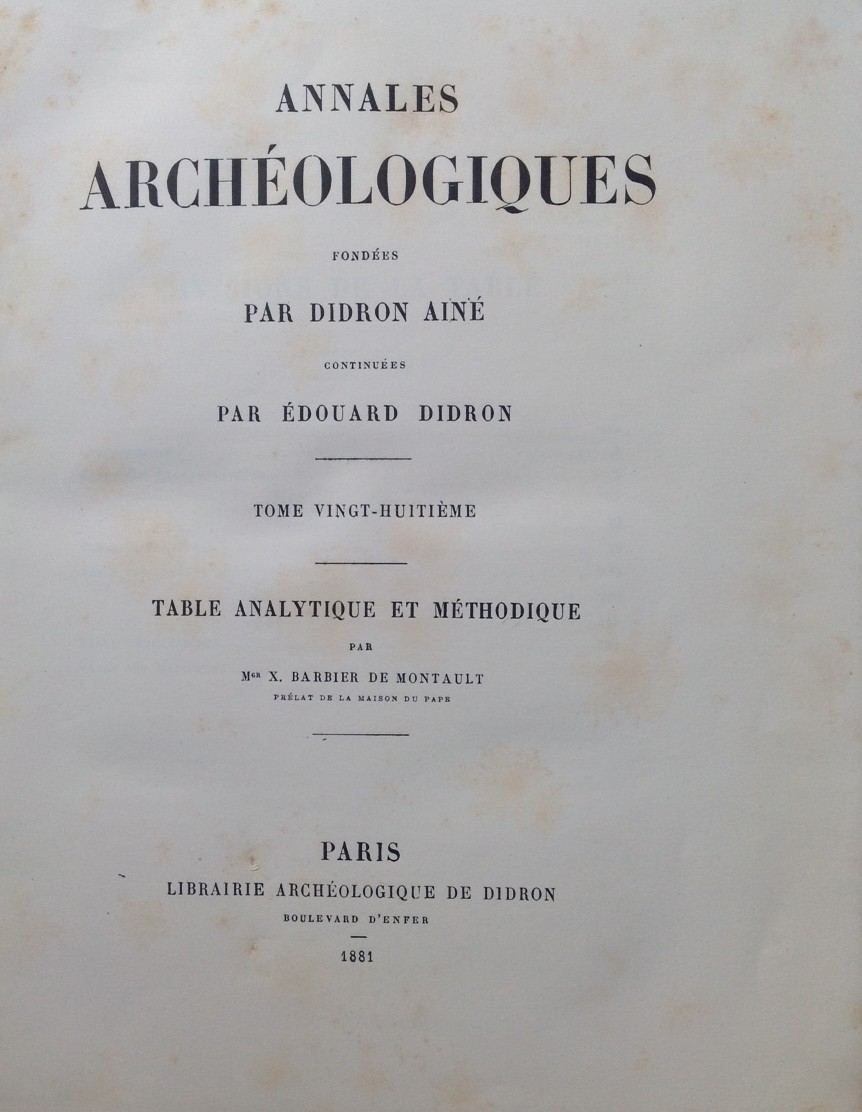 ANNALES
ARCHÉOLOGIQUES
FONDÉES
PAR DIDRON AINÉ
CONTINUÉES
PAR ÉDOUARD DIDRON
TOME VINGT-HUITIÈME
TABLE ANALYTIQUE ET MÉTHODIQUE
PAR
Mgr X. BARBIER DE MONTAULT
PRÉLAT DE LA MAISON DU PAPE
PARIS
LIBRAIRIE ARCHÉOLOGIQUE DE DIDRON
BOULEVARD D'ENFER
1881